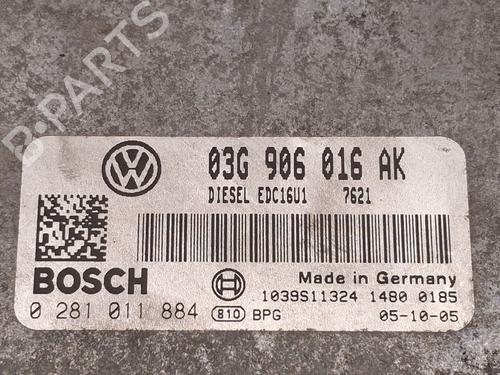 B-PARTS
03G 906 016 AK
DIESEL EDC16U1 7621
BOSCH
Made in Germany
0 281 011 884
1039S11324 1480 0185
810 BPG 05-10-05